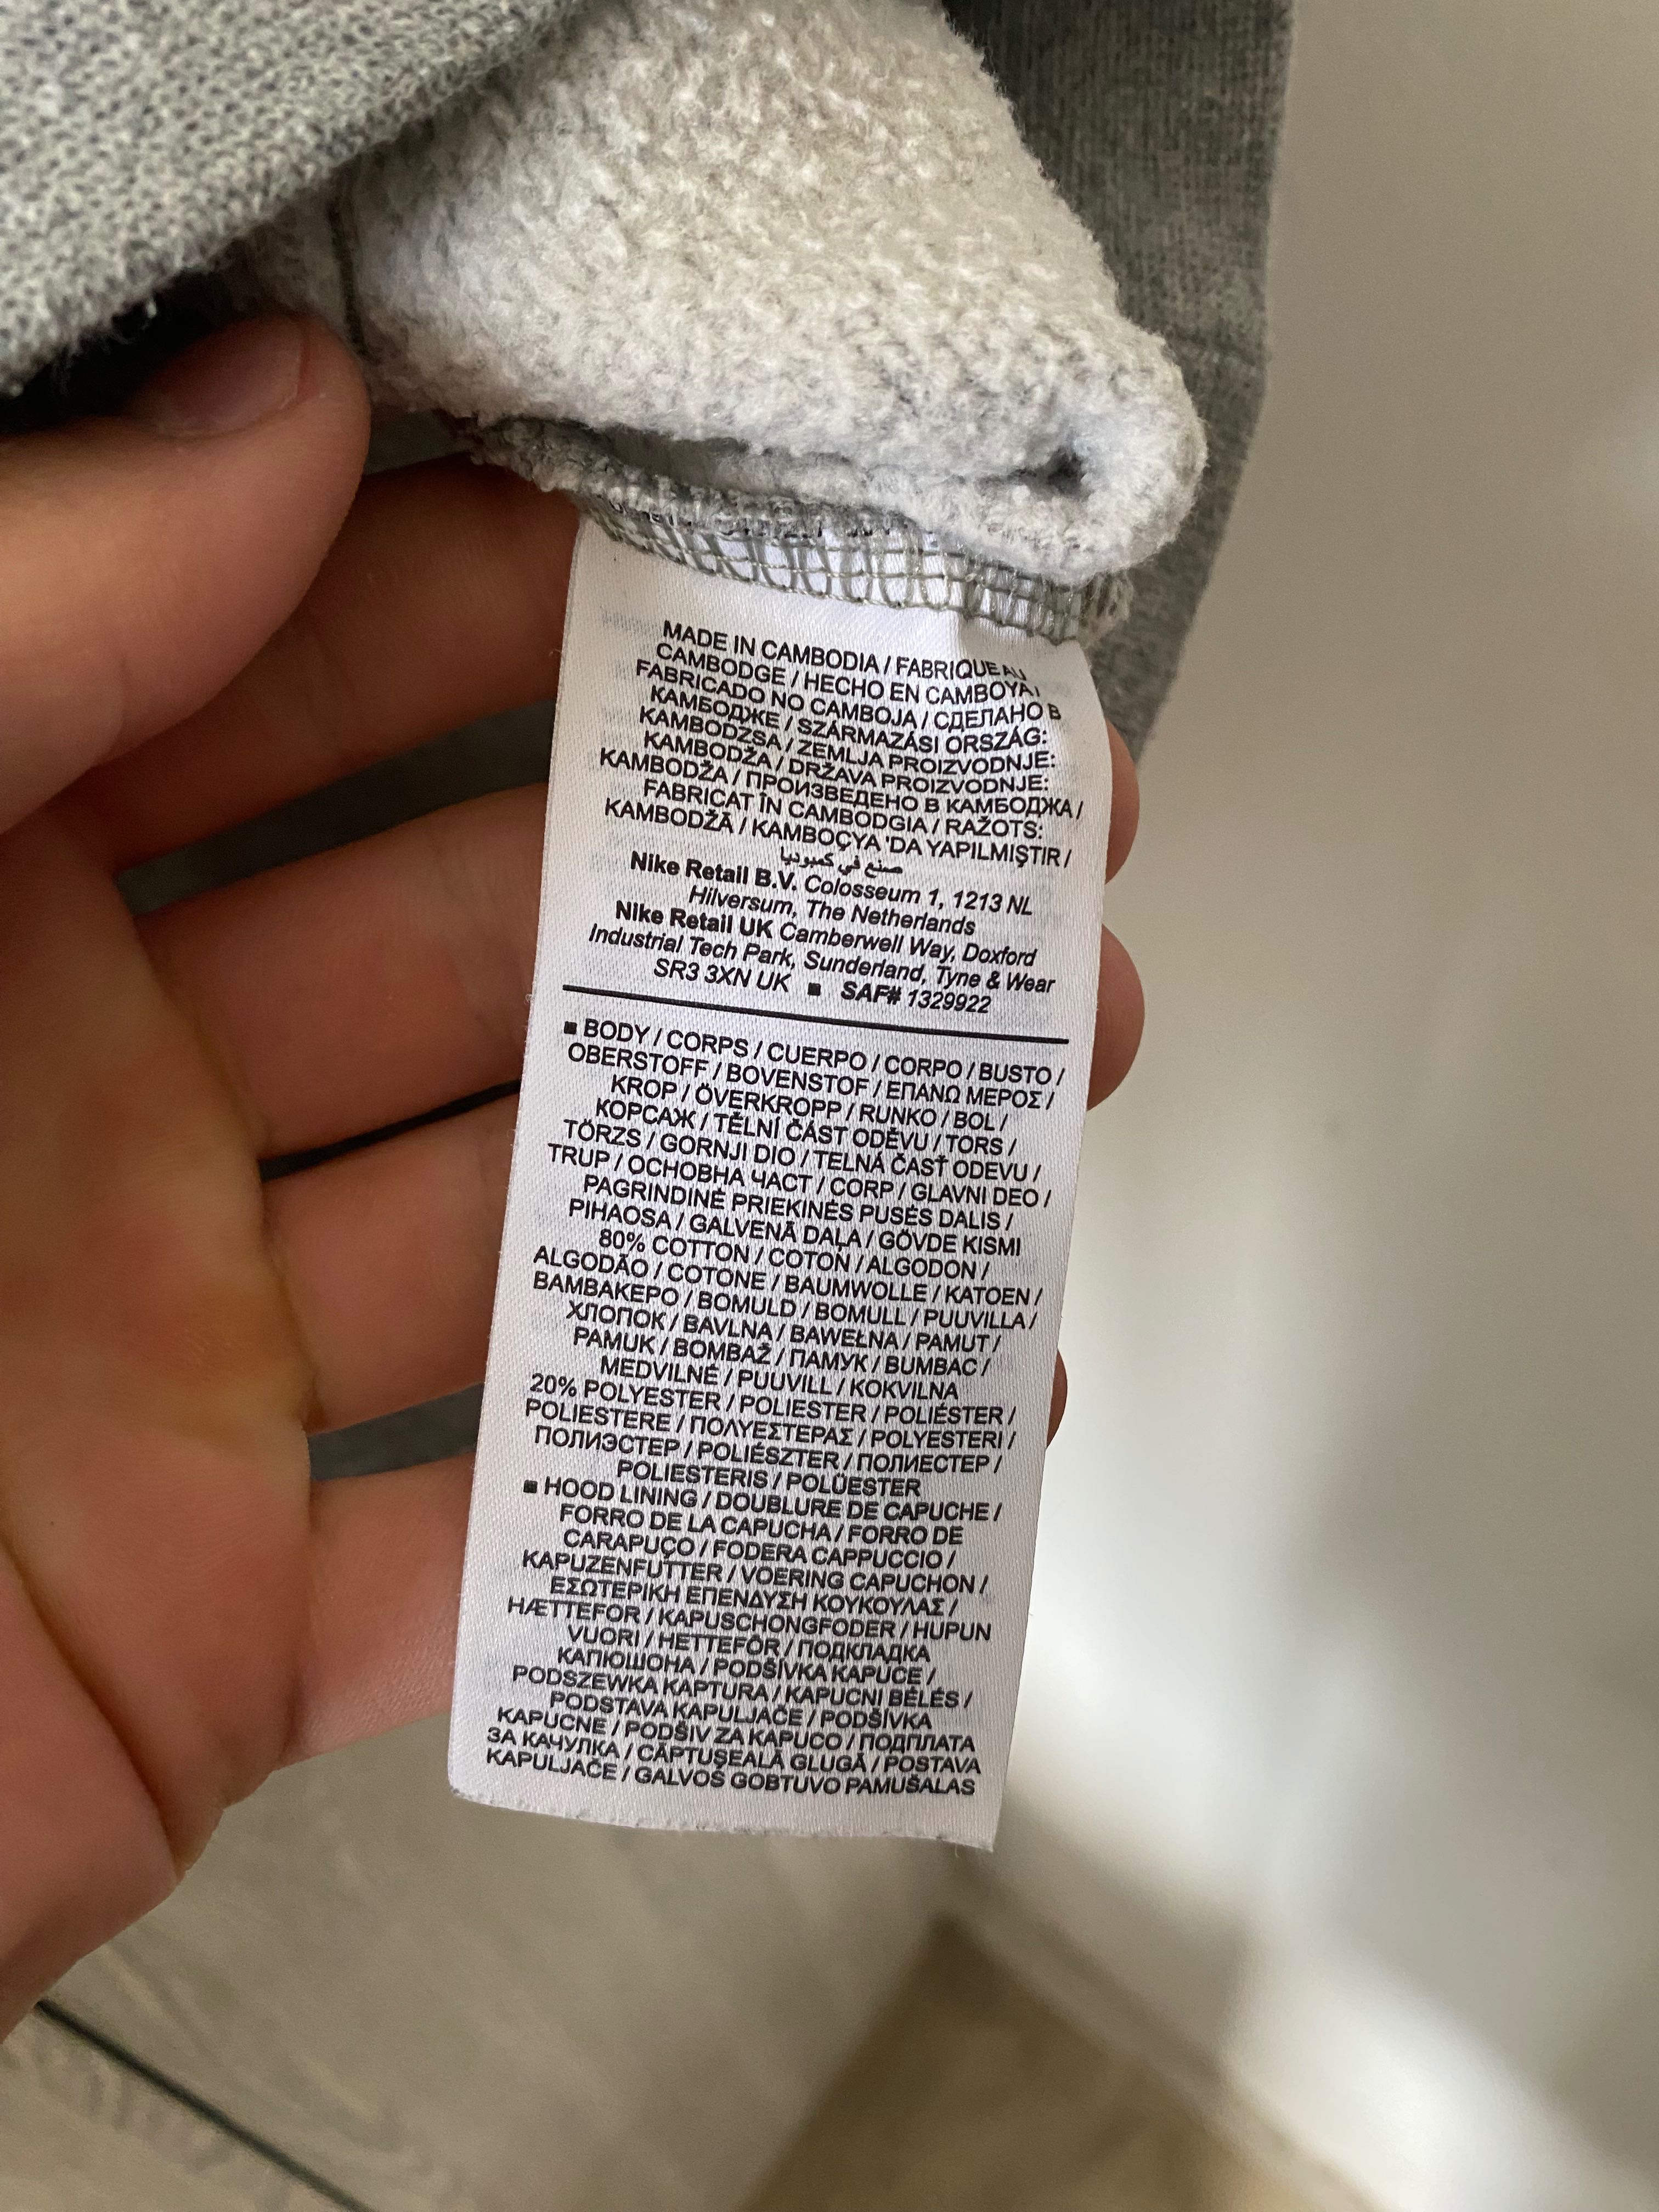 MADE IN CAMBODIA / FABRIQUE AU
CAMBODGE / HECHO EN CAMBOYA /
FABRICADO NO CAMBOJA / СДЕЛАНО В
КАМБОДЖЕ / SZÁRMAZÁSI ORSZÁG:
KAMBODZSA / ZEMLJA PROIZVODNJE:
KAMBODŽA / DRŽAVA PROIZVODNJE:
KAMBODŽA / ПРОИЗВЕДЕНО В КАМБОДЖА /
FABRICAT ÎN CAMBODGIA / RAŽOTS:
KAMBODŽĀ / KAMBOÇYA 'DA YAPILMIŞTIR /
صنع في كمبوديا
Nike Retail B.V. Colosseum 1, 1213 NL
Hilversum, The Netherlands
Nike Retail UK Camberwell Way, Doxford
Industrial Tech Park, Sunderland, Tyne & Wear
SR3 3XN UK ■ SAF# 1329922
■ BODY / CORPS / CUERPO / CORPO / BUSTO /
OBERSTOFF / BOVENSTOF / ΕΠΑΝΩ ΜΕΡΟΣ /
KROP / ÖVERKROPP / RUNKO / BOL /
КОРСАЖ / TĚLNÍ ČÁST ODĚVU / TORS /
TÖRZS / GORNJI DIO / TELNÁ ČASŤ ODEVU /
TRUP / ОСНОВНА ЧАСТ / CORP / GLAVNI DEO /
PAGRINDINĖ PRIEKINĖS PUSĖS DALIS /
PIHAOSA / GALVENĀ DAĻA / GÖVDE KISMI
80% COTTON / COTON / ALGODON /
ALGODÃO / COTONE / BAUMWOLLE / KATOEN /
ΒΑΜΒΑΚΕΡΟ / BOMULD / BOMULL / PUUVILLA /
ХЛОПОК / BAVLNA / BAWEŁNA / PAMUT /
PAMUK / BOMBAŽ / ПАМУК / BUMBAC /
MEDVILNĖ / PUUVILL / KOKVILNA
20% POLYESTER / POLIESTER / POLIÉSTER /
POLIESTERE / ΠΟΛΥΕΣΤΕΡΑΣ / POLYESTERI /
ПОЛИЭСТЕР / POLIÉSZTER / ПОЛИЕСТЕР /
POLIESTERIS / POLÜESTER
■ HOOD LINING / DOUBLURE DE CAPUCHE /
FORRO DE LA CAPUCHA / FORRO DE
CARAPUÇO / FODERA CAPPUCCIO /
KAPUZENFUTTER / VOERING CAPUCHON /
ΕΣΩΤΕΡΙΚΗ ΕΠΕΝΔΥΣΗ ΚΟΥΚΟΥΛΑΣ /
HÆTTEFOR / KAPUSCHONGFODER / HUPUN
VUORI / HETTEFÔR / ПОДКЛАДКА
КАПЮШОНА / PODŠÍVKA KAPUCE /
PODSZEWKA KAPTURA / KAPUCNI BÉLÉS /
PODSTAVA KAPULJAČE / PODŠÍVKA
KAPUCNE / PODŠIV ZA KAPUCO / ПОДПЛАТА
ЗА КАЧУЛКА / CĂPTUŞEALĂ GLUGĂ / POSTAVA
KAPULJAČE / GALVOS GOBTUVO PAMUŠALAS